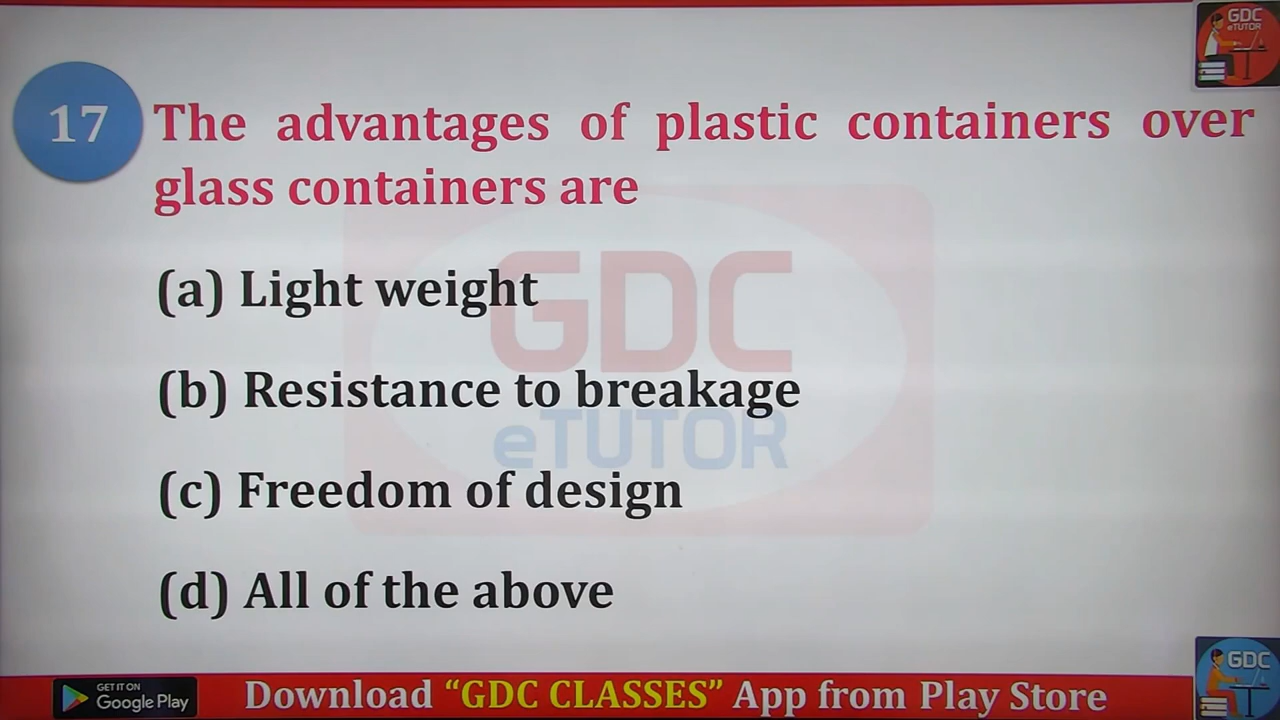 GDC
eTUTOR
17
The advantages of plastic containers over
glass containers are
(a) Light weight
(b) Resistance to breakage
(c) Freedom of design
(d) All of the above
GDC
eTUTOR
GET IT ON
Google Play
Download “GDC CLASSES” App from Play Store
GDC